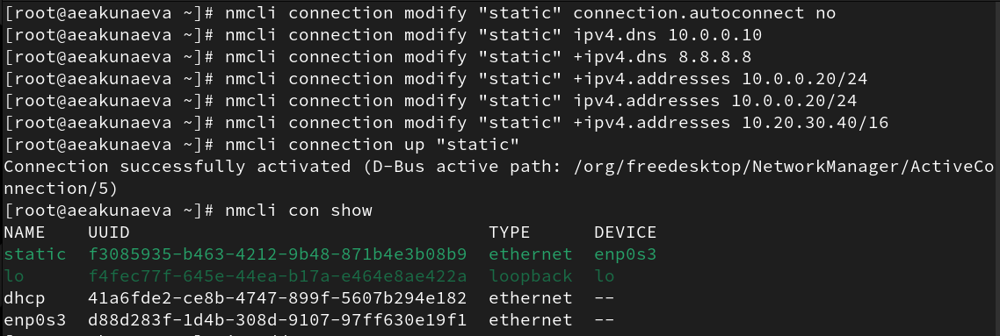 [root@aeakunaeva ~]# nmcli connection modify "static" connection.autoconnect no
[root@aeakunaeva ~]# nmcli connection modify "static" ipv4.dns 10.0.0.10
[root@aeakunaeva ~]# nmcli connection modify "static" +ipv4.dns 8.8.8.8
[root@aeakunaeva ~]# nmcli connection modify "static" +ipv4.addresses 10.0.0.20/24
[root@aeakunaeva ~]# nmcli connection modify "static" ipv4.addresses 10.0.0.20/24
[root@aeakunaeva ~]# nmcli connection modify "static" +ipv4.addresses 10.20.30.40/16
[root@aeakunaeva ~]# nmcli connection up "static"
Connection successfully activated (D-Bus active path: /org/freedesktop/NetworkManager/ActiveCo
nnection/5)
[root@aeakunaeva ~]# nmcli con show
NAME    UUID                                  TYPE      DEVICE
static  f3085935-b463-4212-9b48-871b4e3b08b9  ethernet  enp0s3
lo      f4fec77f-645e-44ea-b17a-e464e8ae422a  loopback  lo
dhcp    41a6fde2-ce8b-4747-899f-5607b294e182  ethernet  --
enp0s3  d88d283f-1d4b-308d-9107-97ff630e19f1  ethernet  --